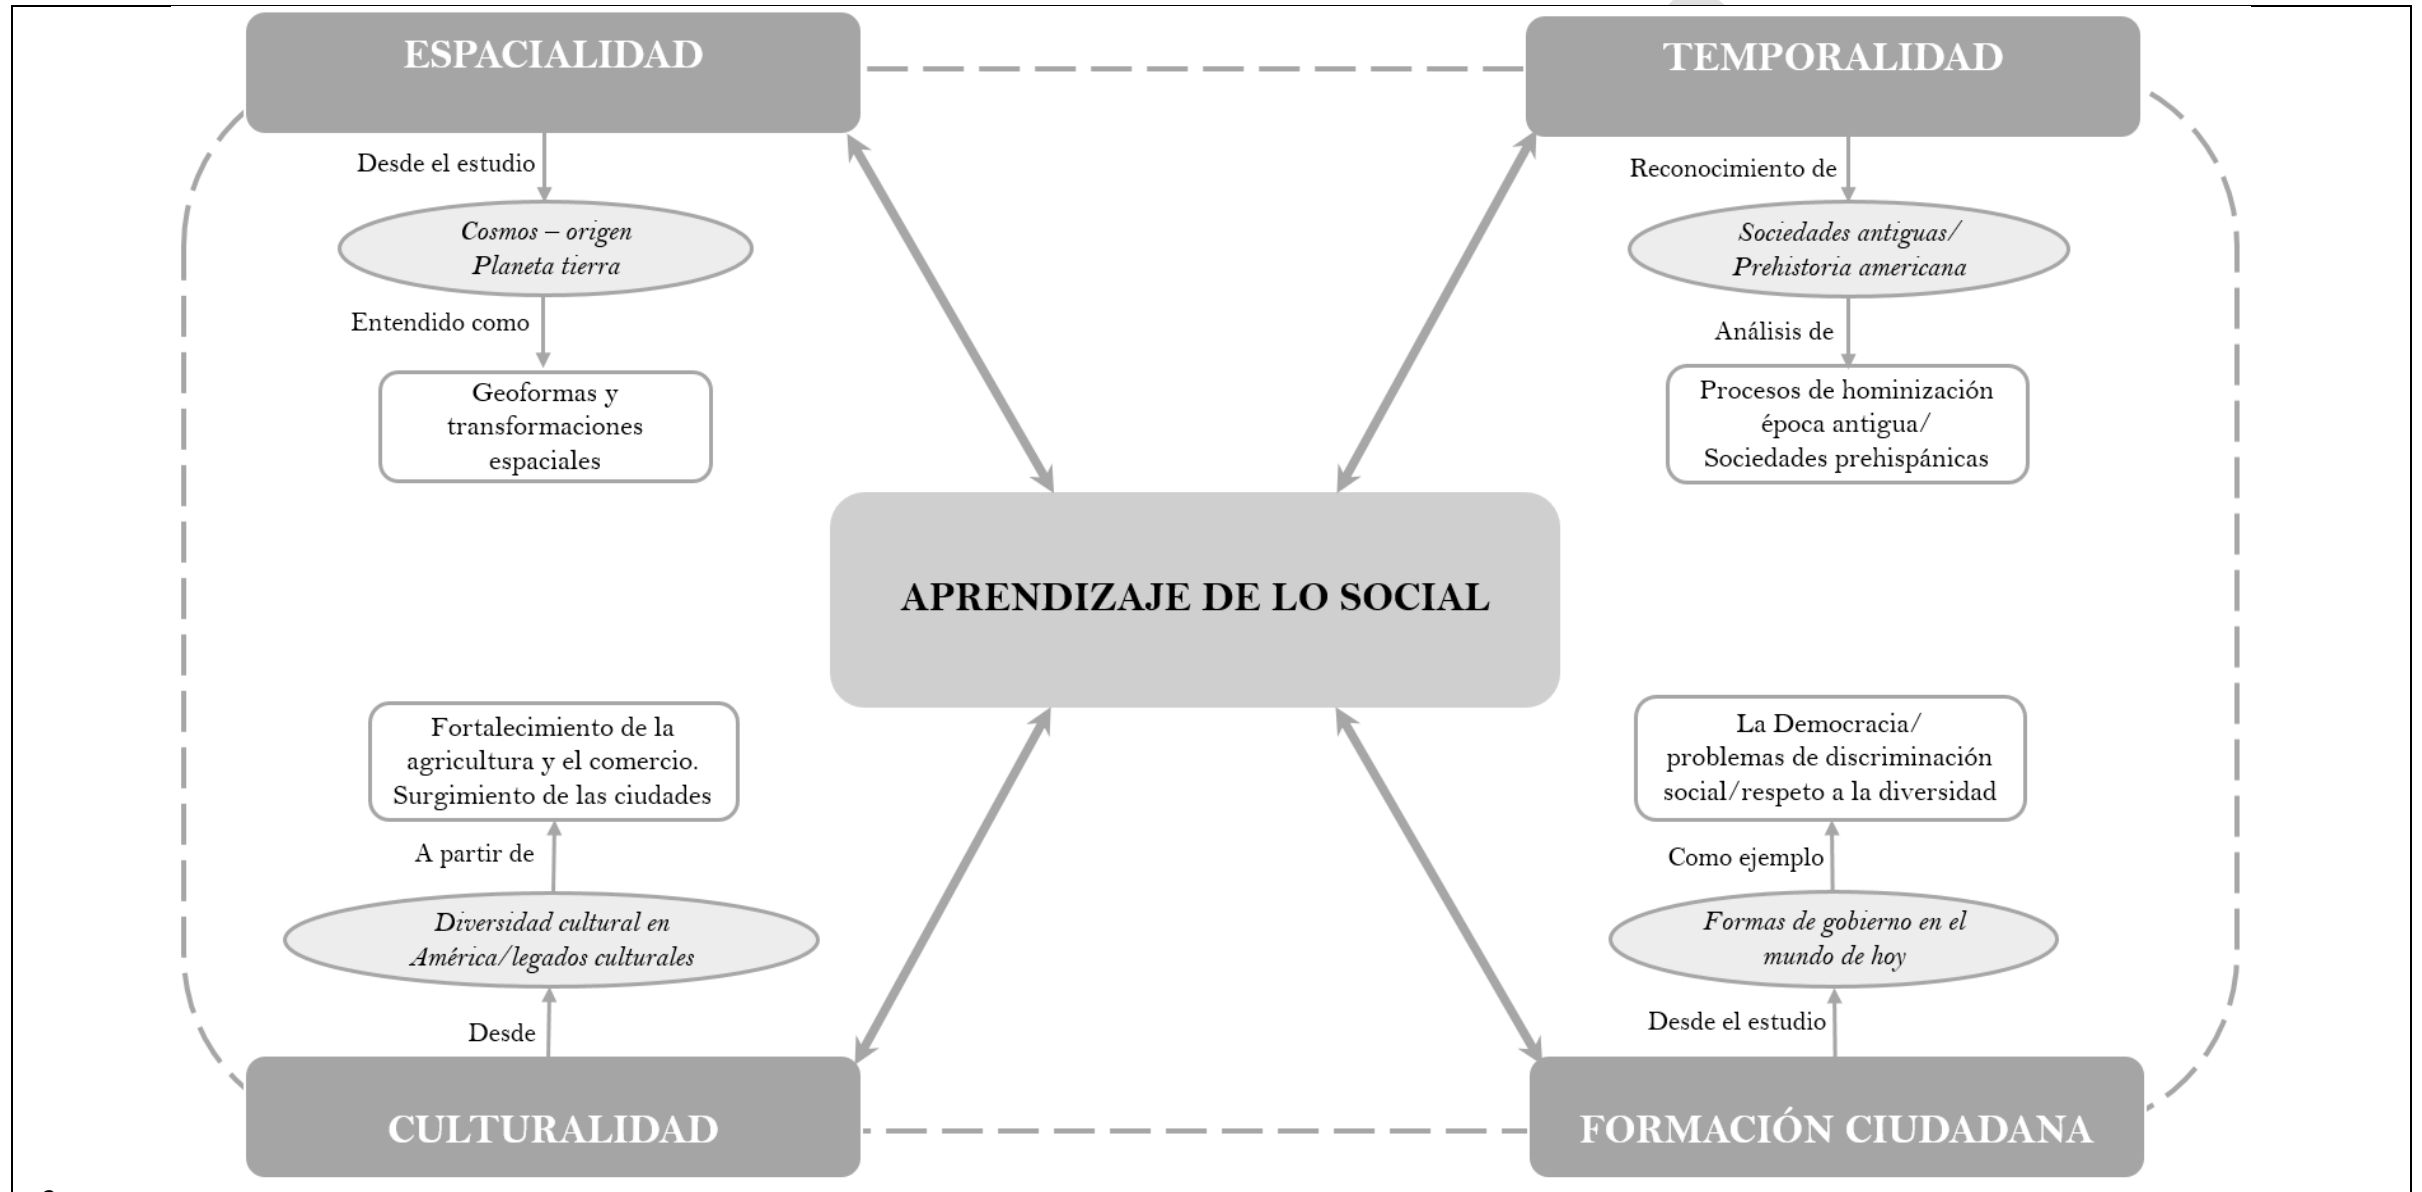 ESPACIALIDAD
Desde el estudio
Cosmos – origen
Planeta tierra
Entendido como
Geoformas y
transformaciones
espaciales
TEMPORALIDAD
Reconocimiento de
Sociedades antiguas/
Prehistoria americana
Análisis de
Procesos de hominización
época antigua/
Sociedades prehispánicas
APRENDIZAJE DE LO SOCIAL
Fortalecimiento de la
agricultura y el comercio.
Surgimiento de las ciudades
A partir de
Diversidad cultural en
América/legados culturales
Desde
CULTURALIDAD
La Democracia/
problemas de discriminación
social/respeto a la diversidad
Como ejemplo
Formas de gobierno en el
mundo de hoy
Desde el estudio
FORMACIÓN CIUDADANA